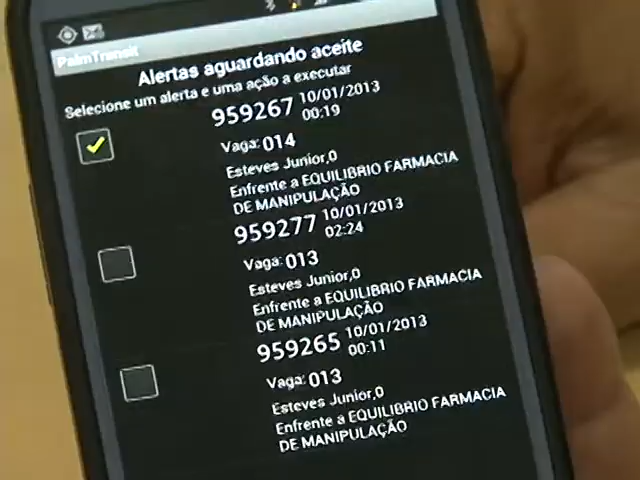 PalmTransit
Alertas aguardando aceite
Selecione um alerta e uma ação a executar
959267 10/01/2013
00:19
Vaga: 014
Esteves Junior,0
Enfrente a EQUILIBRIO FARMACIA
DE MANIPULAÇÃO
959277 10/01/2013
02:24
Vaga: 013
Esteves Junior,0
Enfrente a EQUILIBRIO FARMACIA
DE MANIPULAÇÃO
959265 10/01/2013
00:11
Vaga: 013
Esteves Junior,0
Enfrente a EQUILIBRIO FARMACIA
DE MANIPULAÇÃO